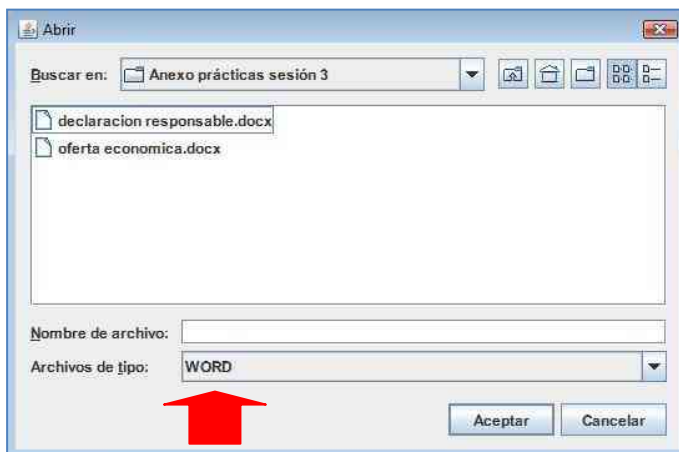 Abrir
Buscar en: Anexo prácticas sesión 3
declaracion responsable.docx
oferta economica.docx
Nombre de archivo:
Archivos de tipo: WORD
Aceptar Cancelar